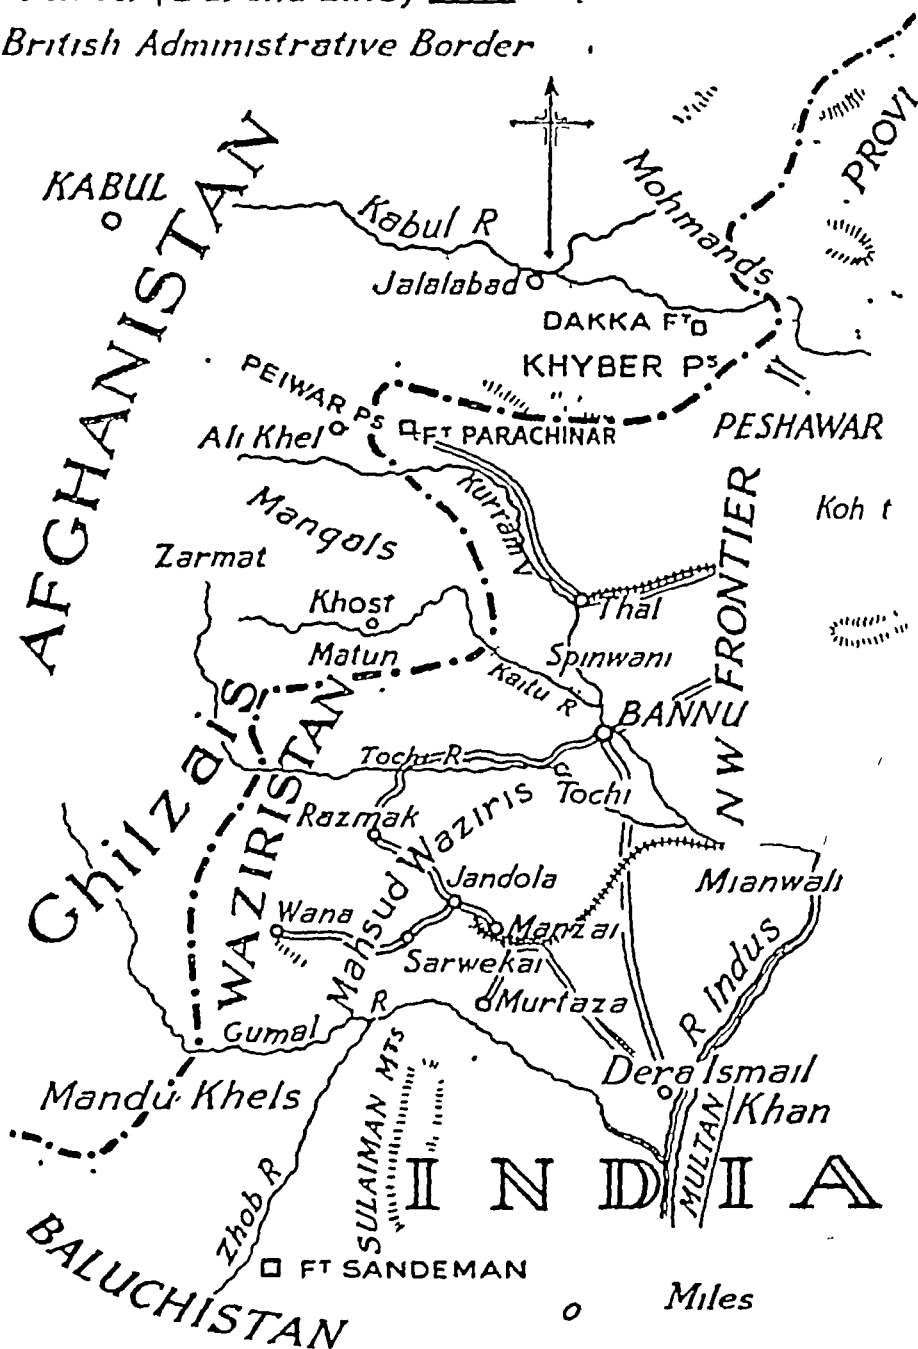 British Administrative Border
KABUL
AFGHANISTAN
Kabul R
Mohmands
PROVI
Jalalabad
DAKKA FT
KHYBER Ps
PEIWAR Ps
Ali Khel
FT PARACHINAR
PESHAWAR
Kurram V
Koh t
Mangals
Zarmat
Khost
Thal
N W FRONTIER
Matun
Spinwani
Kaitu R
BANNU
Ghilzais
WAZIRISTAN
Tochi R
Tochi
Razmak
Mahsud Waziris
Jandola
Mianwali
Wana
Manzai
Sarwekai
R Indus
Murtaza
Gumal R
Dera Ismail
Khan
Mandu Khels
SULAIMAN MTS
MULTAN
INDIA
Zhob R
FT SANDEMAN
BALUCHISTAN
Miles